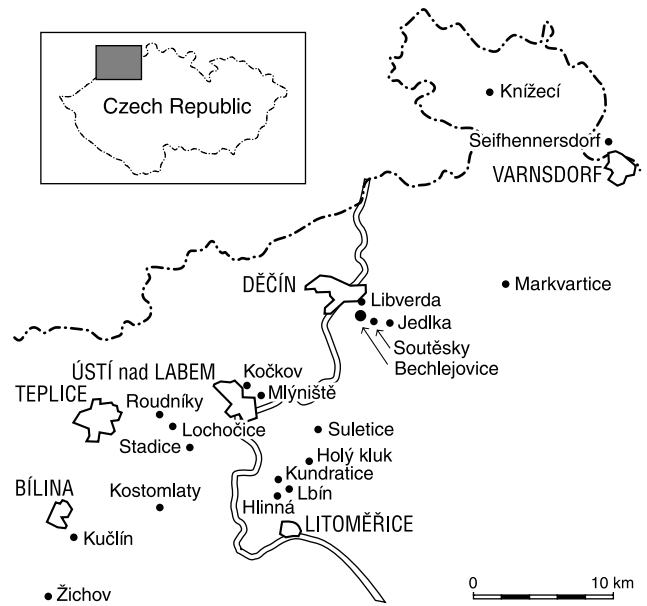 Czech Republic
Knížecí
Seifhennersdorf
VARNSDORF
DĚČÍN
Markvartice
Libverda
Jedlka
Soutěsky
Bechlejovice
ÚSTÍ nad LABEM
Kočkov
TEPLICE
Mlýniště
Roudníky
Lochočice
Suletice
Stadice
Holý kluk
Kundratice
BÍLINA
Kostomlaty
Lbín
Hlinná
LITOMĚŘICE
Kučlín
Žichov
0 10 km